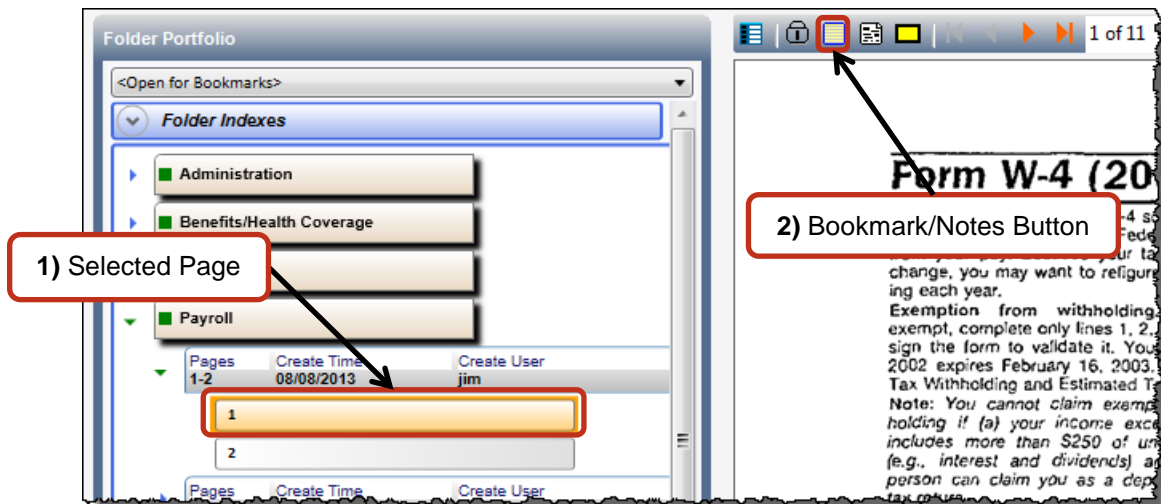 Folder Portfolio
1 of 11
<Open for Bookmarks>
Folder Indexes
Administration
Form W-4 (20
Benefits/Health Coverage
2) Bookmark/Notes Button
1) Selected Page
change, you may want to refigure
ing each year.
Payroll
Exemption from withholding.
exempt, complete only lines 1, 2,
sign the form to validate it. You
2002 expires February 16, 2003.
Tax Withholding and Estimated T
Pages Create Time Create User
1-2 08/08/2013 jim
Note: You cannot claim exemp
holding if (a) your income exce
includes more than $250 of un
(e.g., interest and dividends) a
person can claim you as a dep
tax return
1
2
Pages Create Time Create User